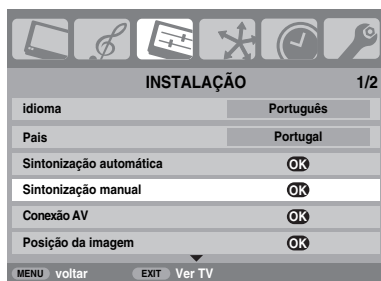 INSTALAÇÃO 1/2
idioma Português
Pais Portugal
Sintonização automática OK
Sintonização manual OK
Conexão AV OK
Posição da imagem OK
MENU voltar EXIT Ver TV